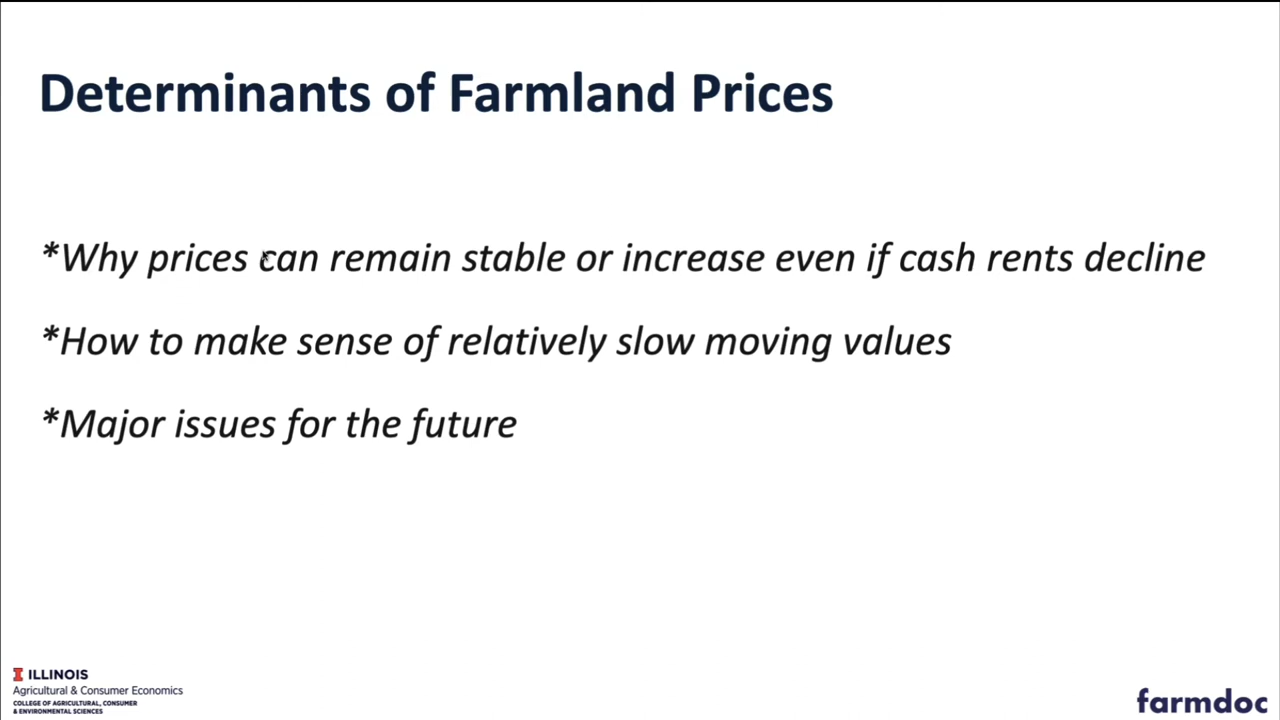 Determinants of Farmland Prices
*Why prices can remain stable or increase even if cash rents decline
*How to make sense of relatively slow moving values
*Major issues for the future
I ILLINOIS
Agricultural & Consumer Economics
COLLEGE OF AGRICULTURAL, CONSUMER
& ENVIRONMENTAL SCIENCES
farmdoc